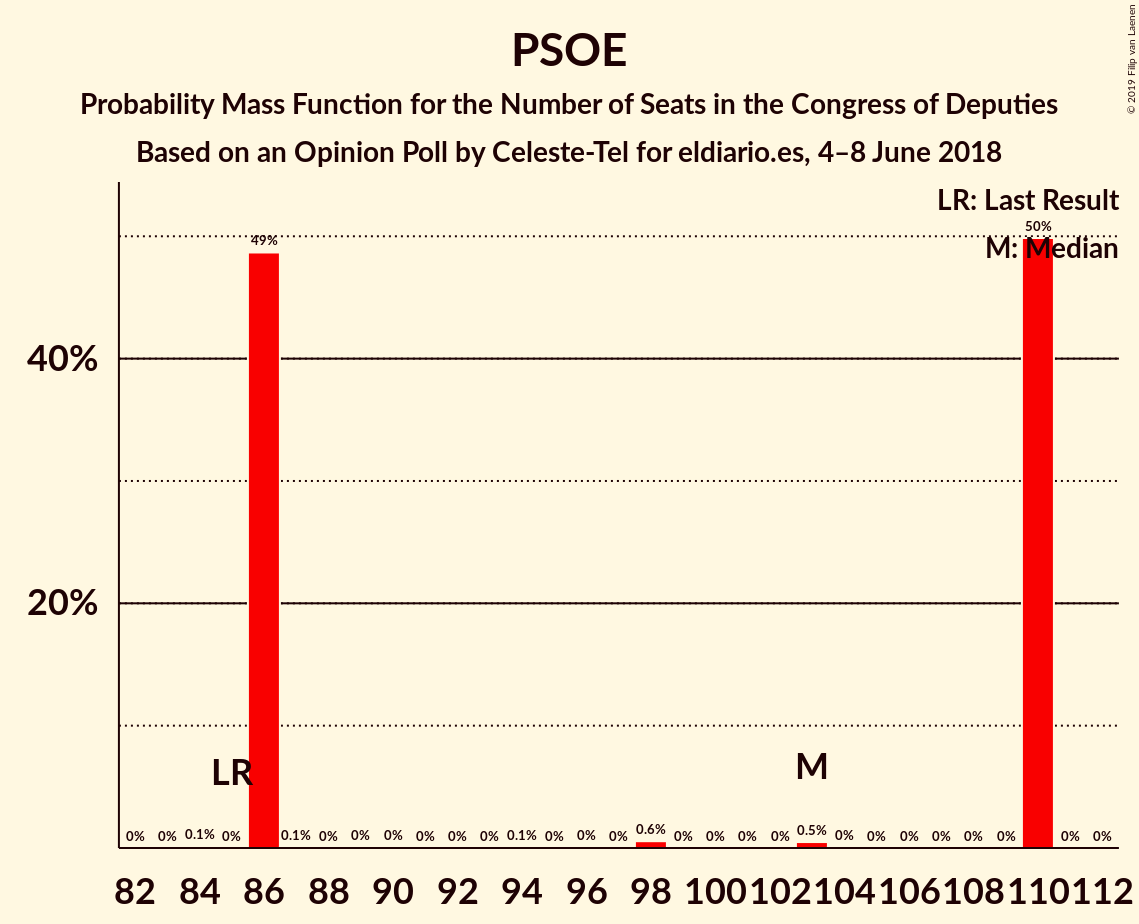 PSOE
Probability Mass Function for the Number of Seats in the Congress of Deputies
Based on an Opinion Poll by Celeste-Tel for eldiario.es, 4–8 June 2018
© 2019 Filip van Laenen
LR: Last Result
M: Median
49% 50%
40%
20%
LR M
0% 0% 0.1% 0% 0.1% 0% 0% 0% 0% 0% 0% 0.1% 0% 0% 0% 0.6% 0% 0% 0% 0% 0.5% 0% 0% 0% 0% 0% 0% 0% 0%
82 84 86 88 90 92 94 96 98 100 102 104 106 108 110 112